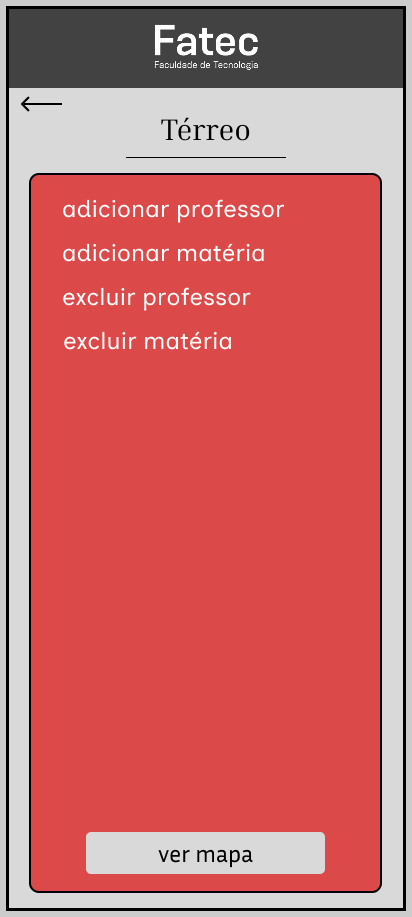 Fatec
Faculdade de Tecnologia
Térreo
adicionar professor
adicionar matéria
excluir professor
excluir matéria
ver mapa